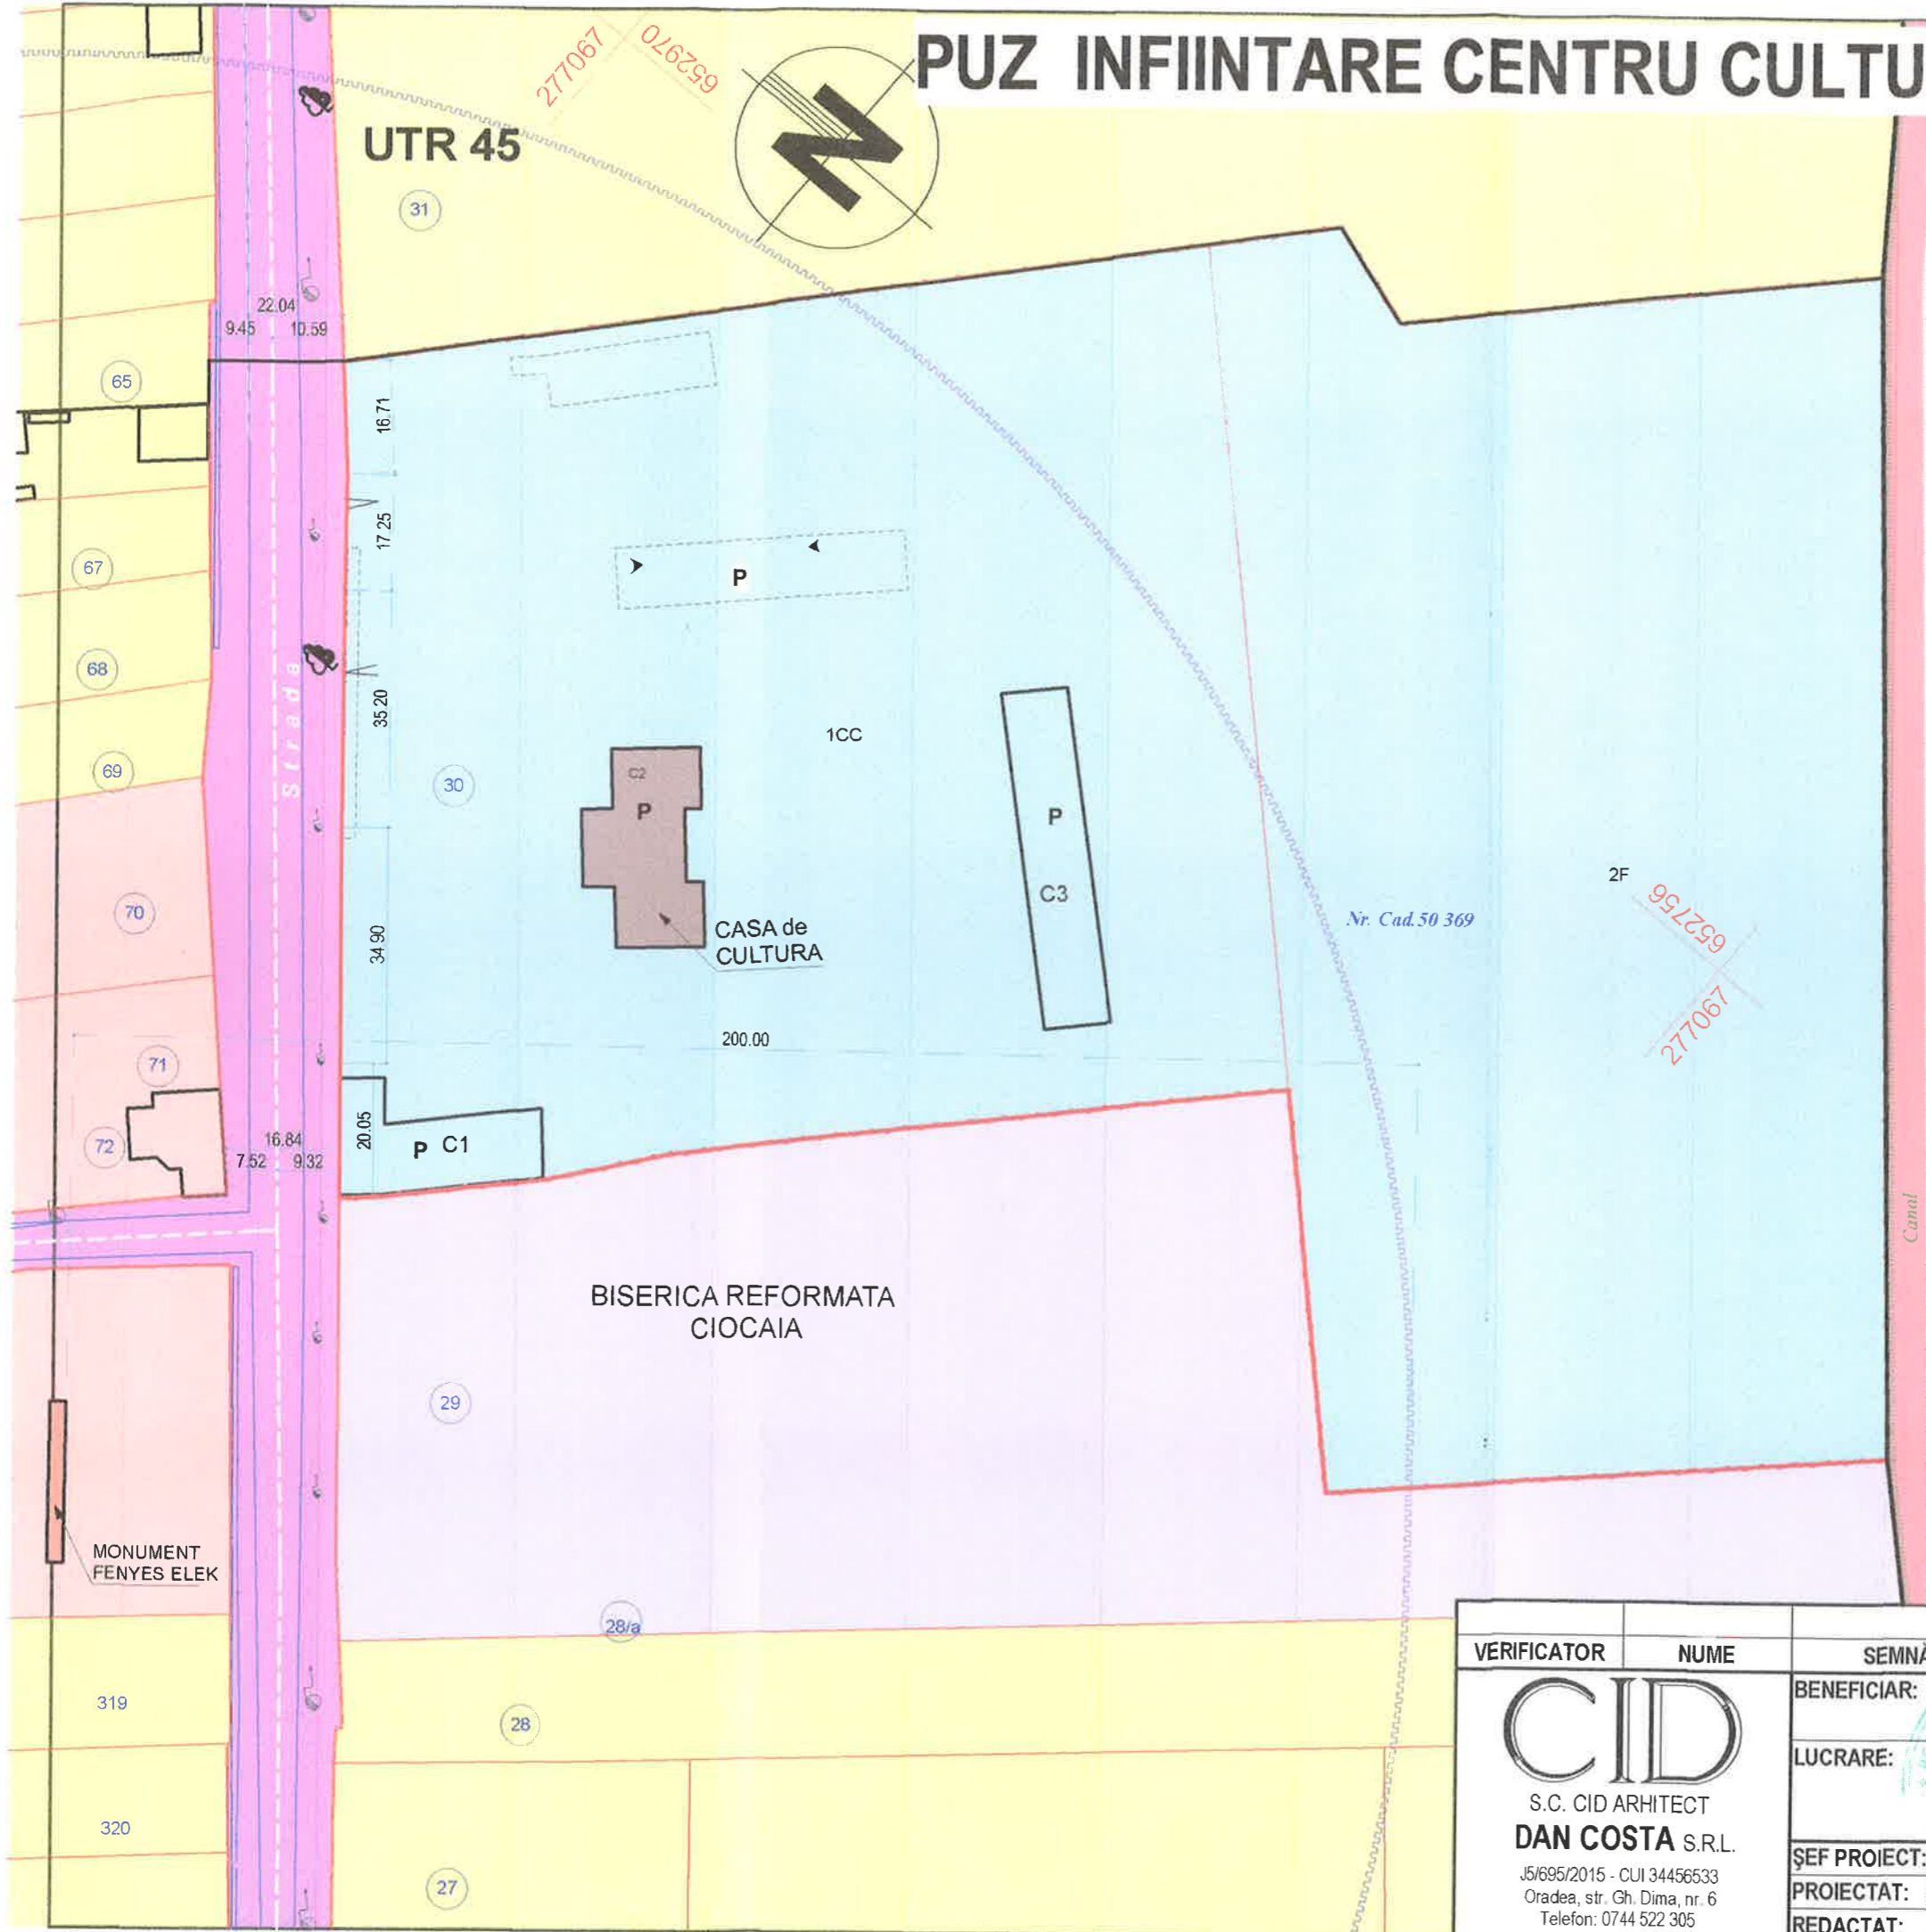 PUZ INFIINTARE CENTRU CULTU
277067
652970
UTR 45
31
22.04
9.45
10.59
65
16.71
17.25
67
P
68
Strada
35.20
1CC
69
30
C2
P
P
C3
2F
652756
277067
70
Nr. Cad.50 369
34.90
CASA de
CULTURA
200.00
71
72
16.84
7.52
9.32
20.05
P C1
Canal
BISERICA REFORMATA
CIOCAIA
29
MONUMENT
FENYES ELEK
28/a
319
28
320
27
VERIFICATOR
NUME
SEMNĂ
CID
S.C. CID ARHITECT
DAN COSTA S.R.L.
J5/695/2015 - CUI 34456533
Oradea, str. Gh. Dima, nr. 6
Telefon: 0744 522 305
BENEFICIAR:
LUCRARE:
ŞEF PROIECT:
PROIECTAT:
REDACTAT: